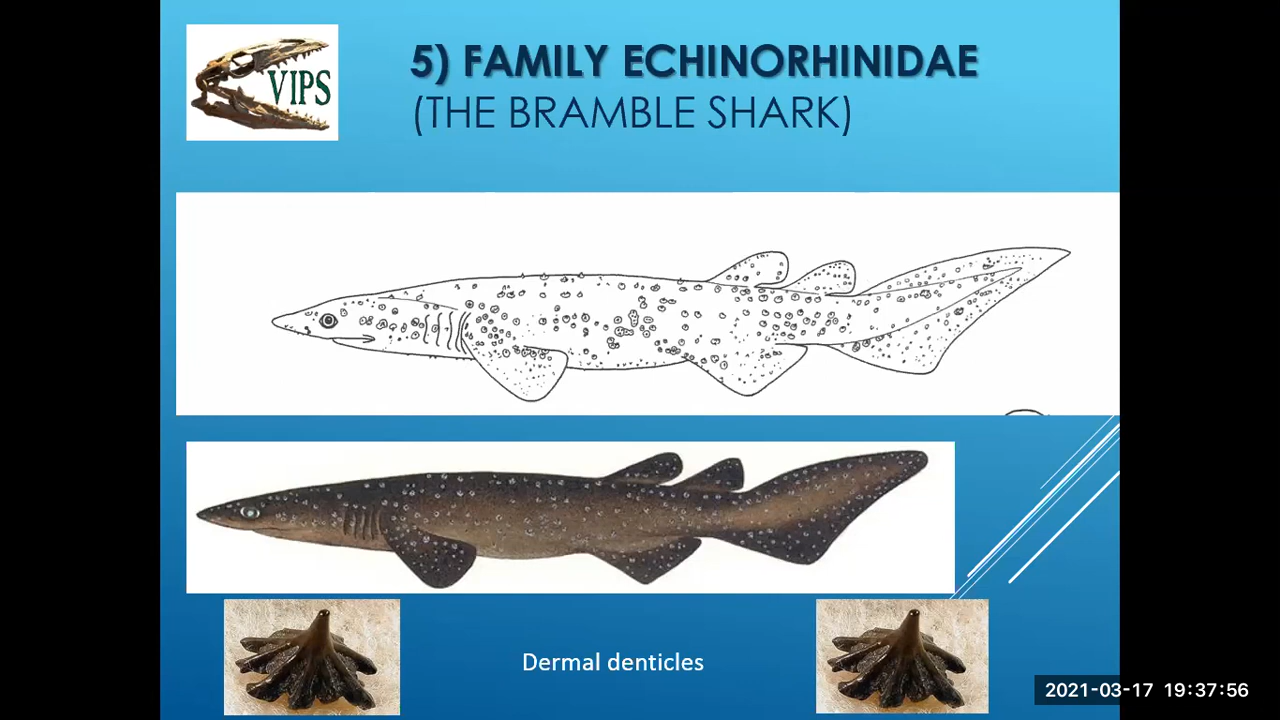 VIPS
5) FAMILY ECHINORHINIDAE
(THE BRAMBLE SHARK)
Dermal denticles
2021-03-17 19:37:56